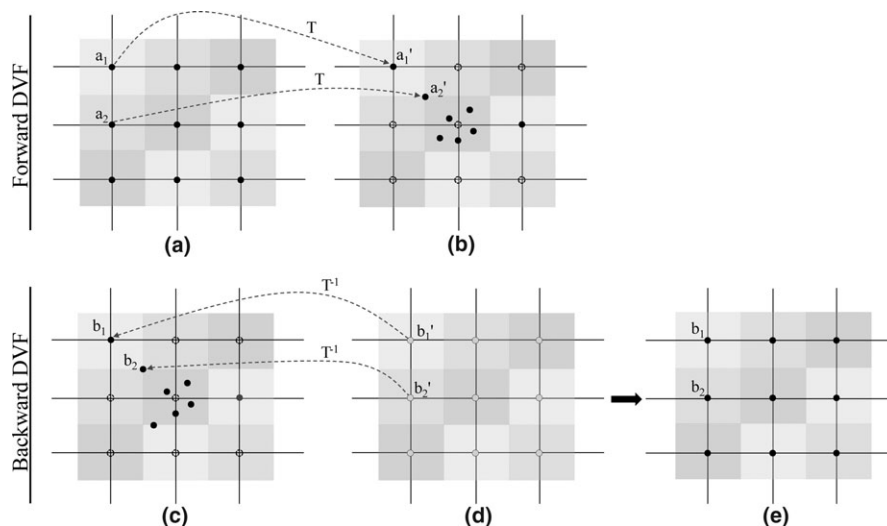 Forward DVF
T
a1
a1'
T
a2
a2'
(a)
(b)
Backward DVF
T-1
b1
b1'
T-1
b2
b2'
b1
b2
(c)
(d)
(e)